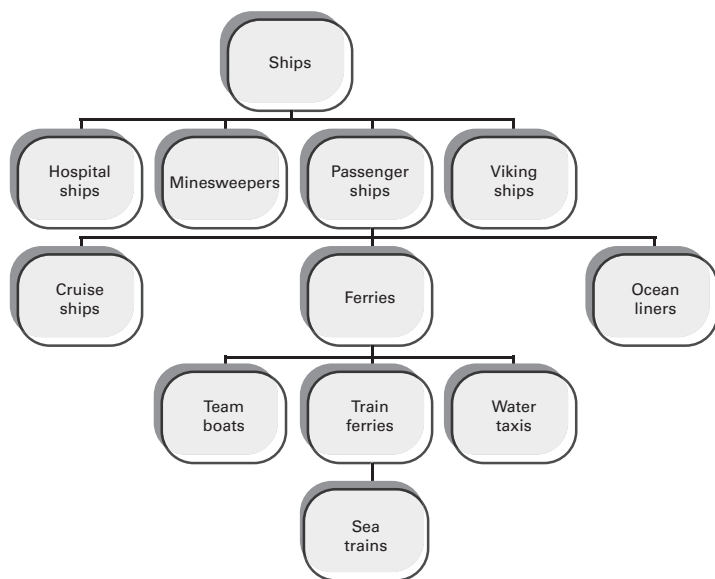 Ships
Hospital
ships
Minesweepers
Passenger
ships
Viking
ships
Cruise
ships
Ferries
Ocean
liners
Team
boats
Train
ferries
Water
taxis
Sea
trains